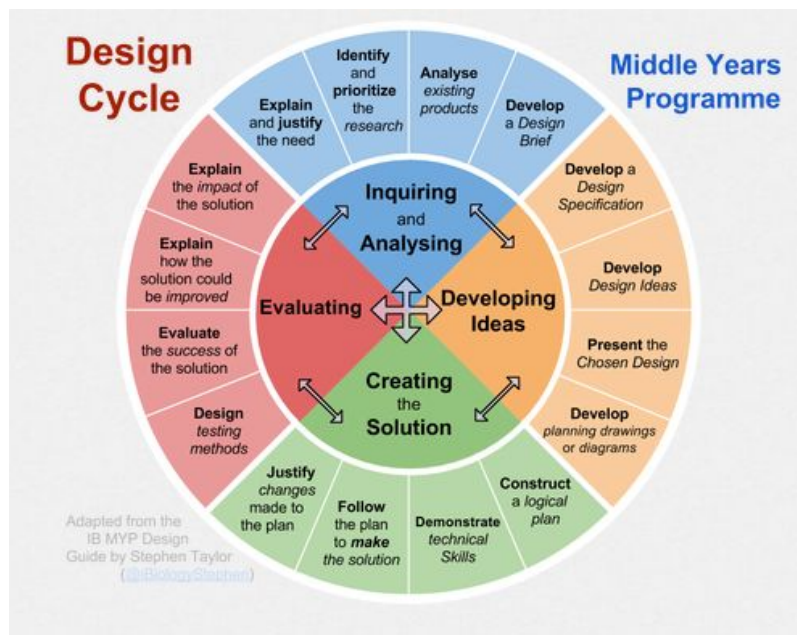 Design
Cycle
Middle Years
Programme
Explain
and justify
the need
Identify
and
prioritize
the
research
Analyse
existing
products
Develop
a Design
Brief
Develop a
Design
Specification
Develop
Design Ideas
Present the
Chosen Design
Develop
planning drawings
or diagrams
Construct
a logical
plan
Demonstrate
technical
Skills
Follow
the plan
to make
the solution
Justify
changes
made to
the plan
Design
testing
methods
Evaluate
the success of
the solution
Explain
how the
solution could
be improved
Explain
the impact of
the solution
Inquiring
and
Analysing
Developing
Ideas
Creating
the
Solution
Evaluating
Adapted from the
IB MYP Design
Guide by Stephen Taylor
(@iBiologyStephen)